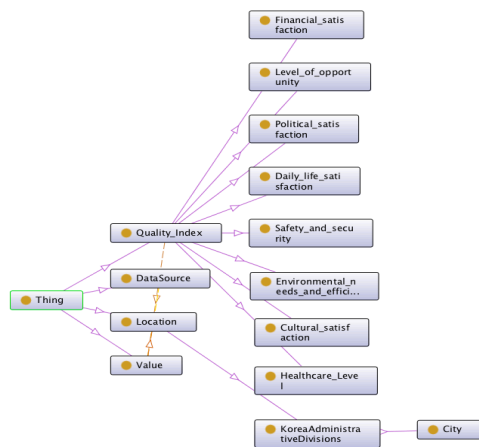 Financial_satis
faction
Level_of_opport
unity
Political_satis
faction
Daily_life_sati
sfaction
Quality_Index
Safety_and_secu
rity
DataSource
Environmental_n
eeds_and_effici...
Thing
Location
Cultural_satisf
action
Value
Healthcare_Leve
l
KoreaAdministra
tiveDivisions
City